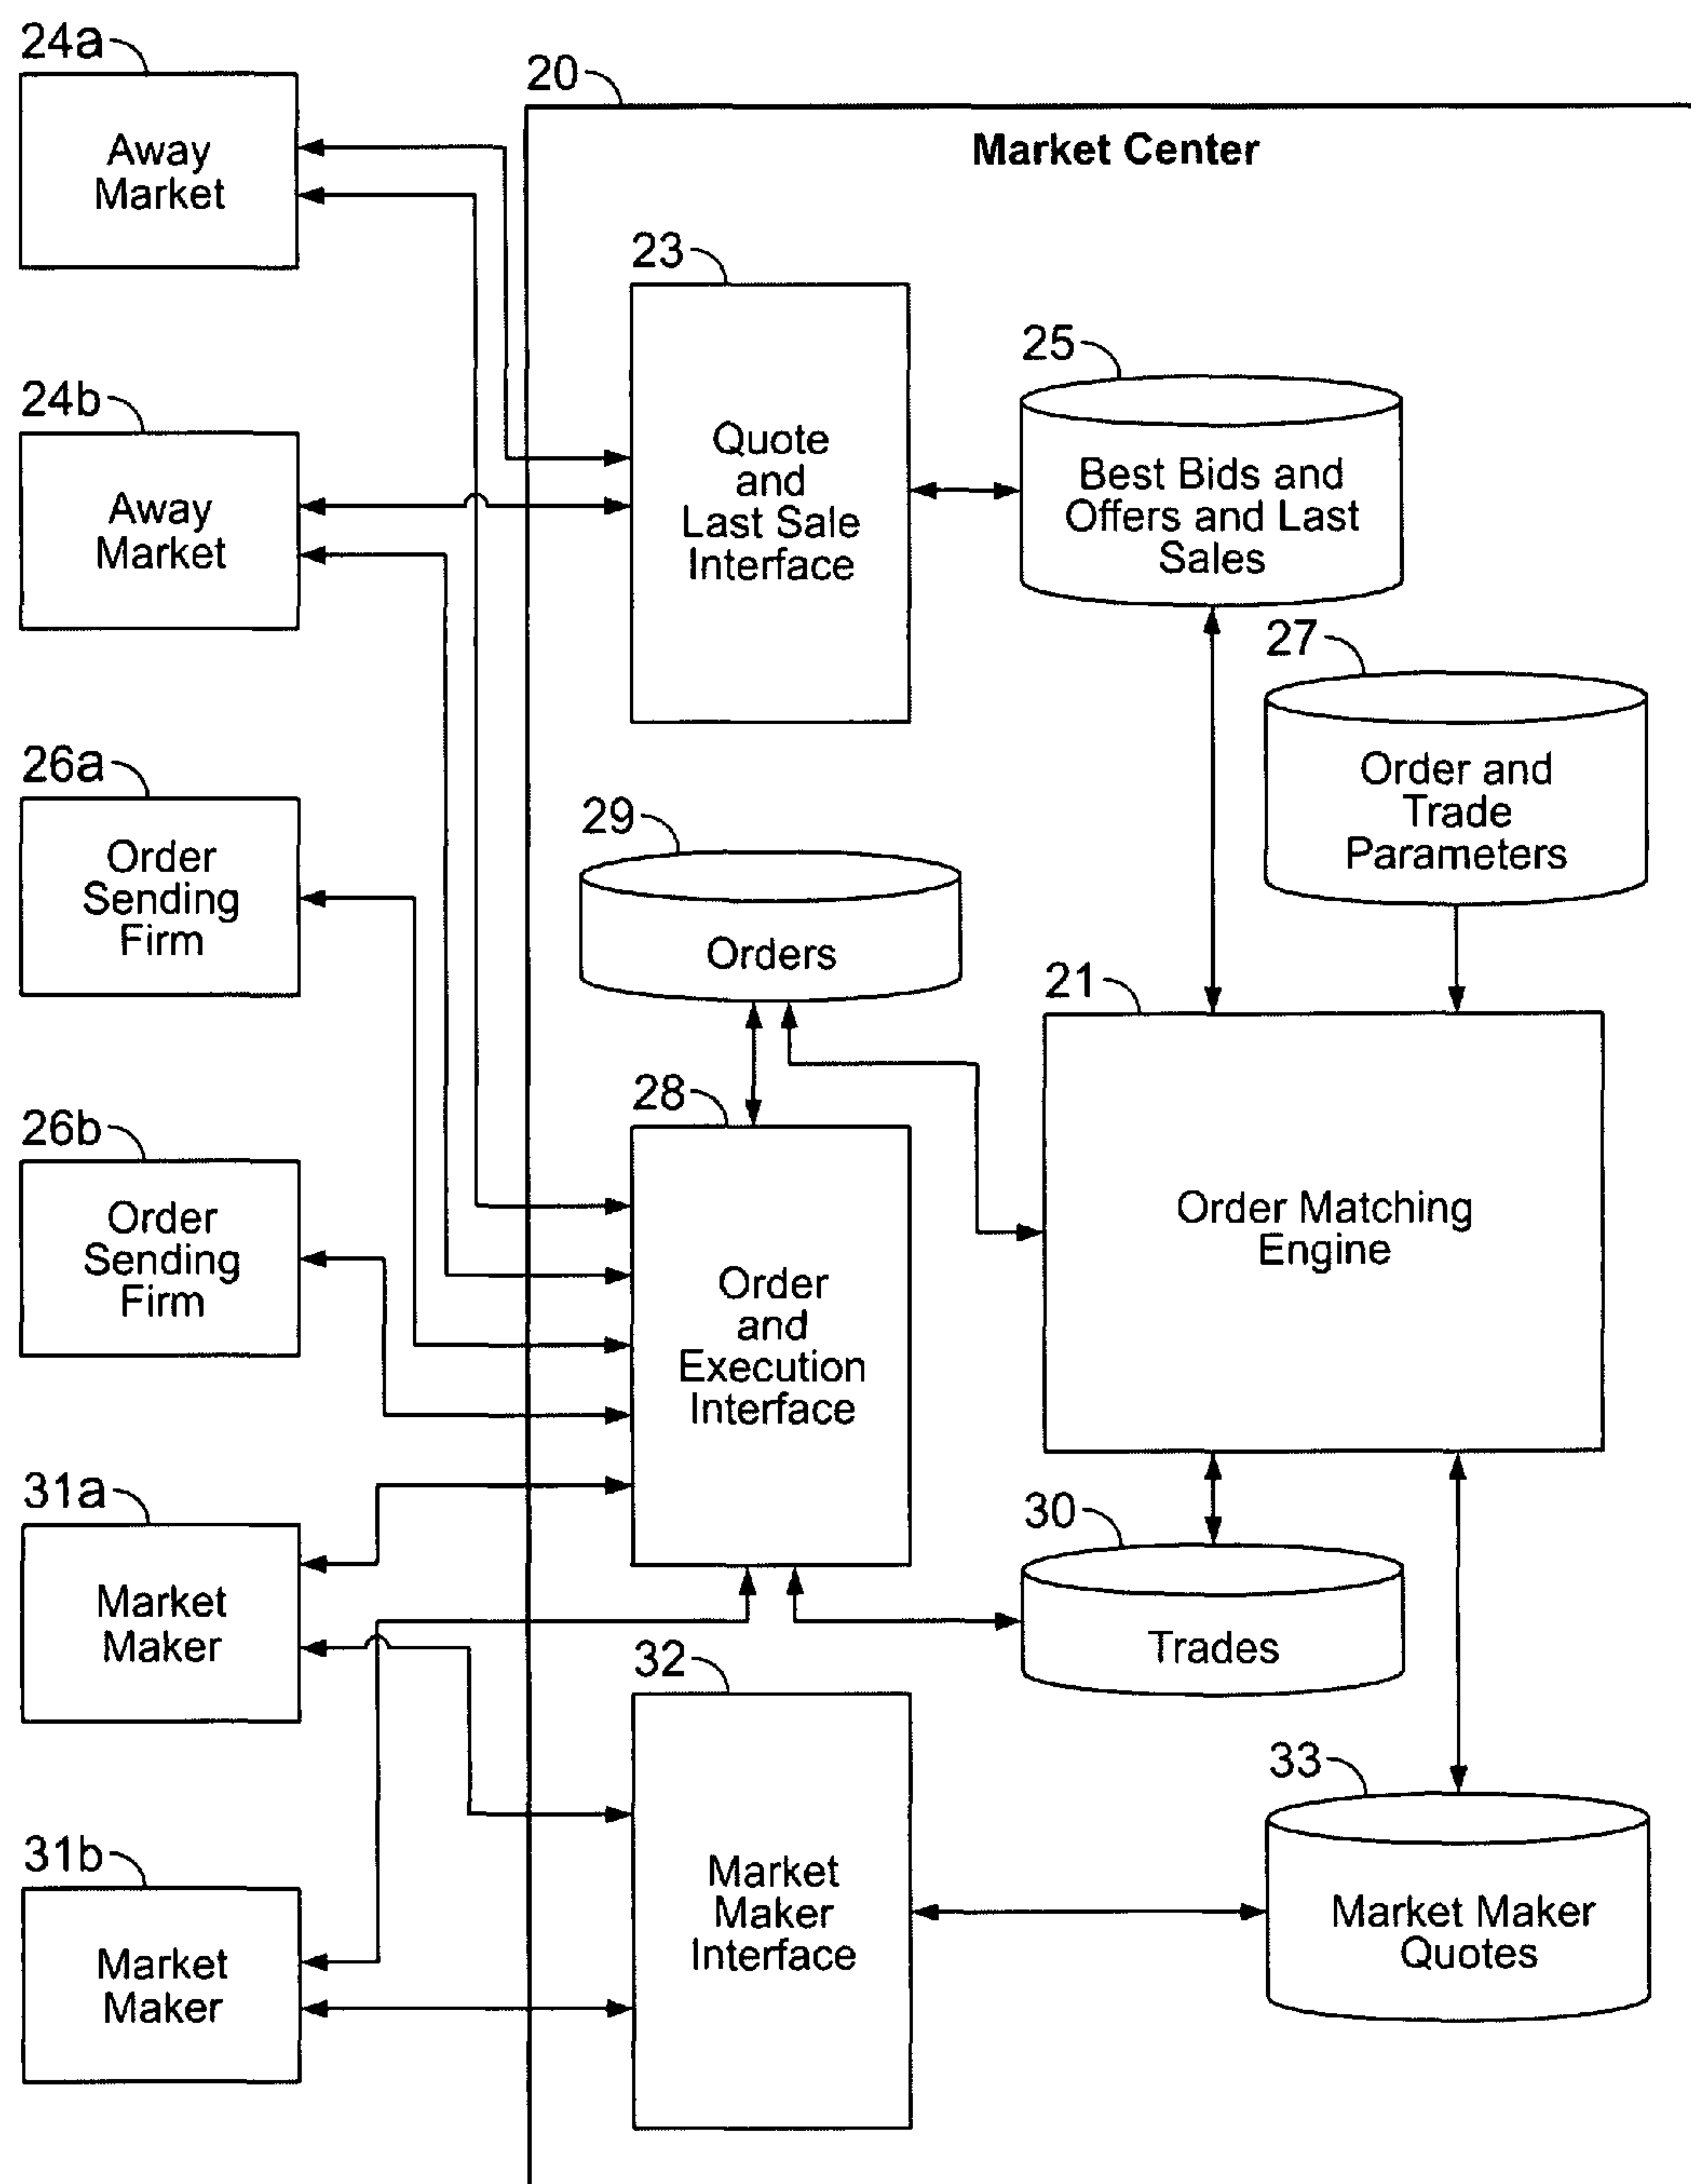 24a
Away
Market
20
Market Center
23
Quote
and
Last Sale
Interface
25
Best Bids and
Offers and Last
Sales
24b
Away
Market
27
Order and
Trade
Parameters
26a
Order
Sending
Firm
29
Orders
21
Order Matching
Engine
28
Order
and
Execution
Interface
26b
Order
Sending
Firm
31a
Market
Maker
30
Trades
32
Market
Maker
Interface
33
Market Maker
Quotes
31b
Market
Maker